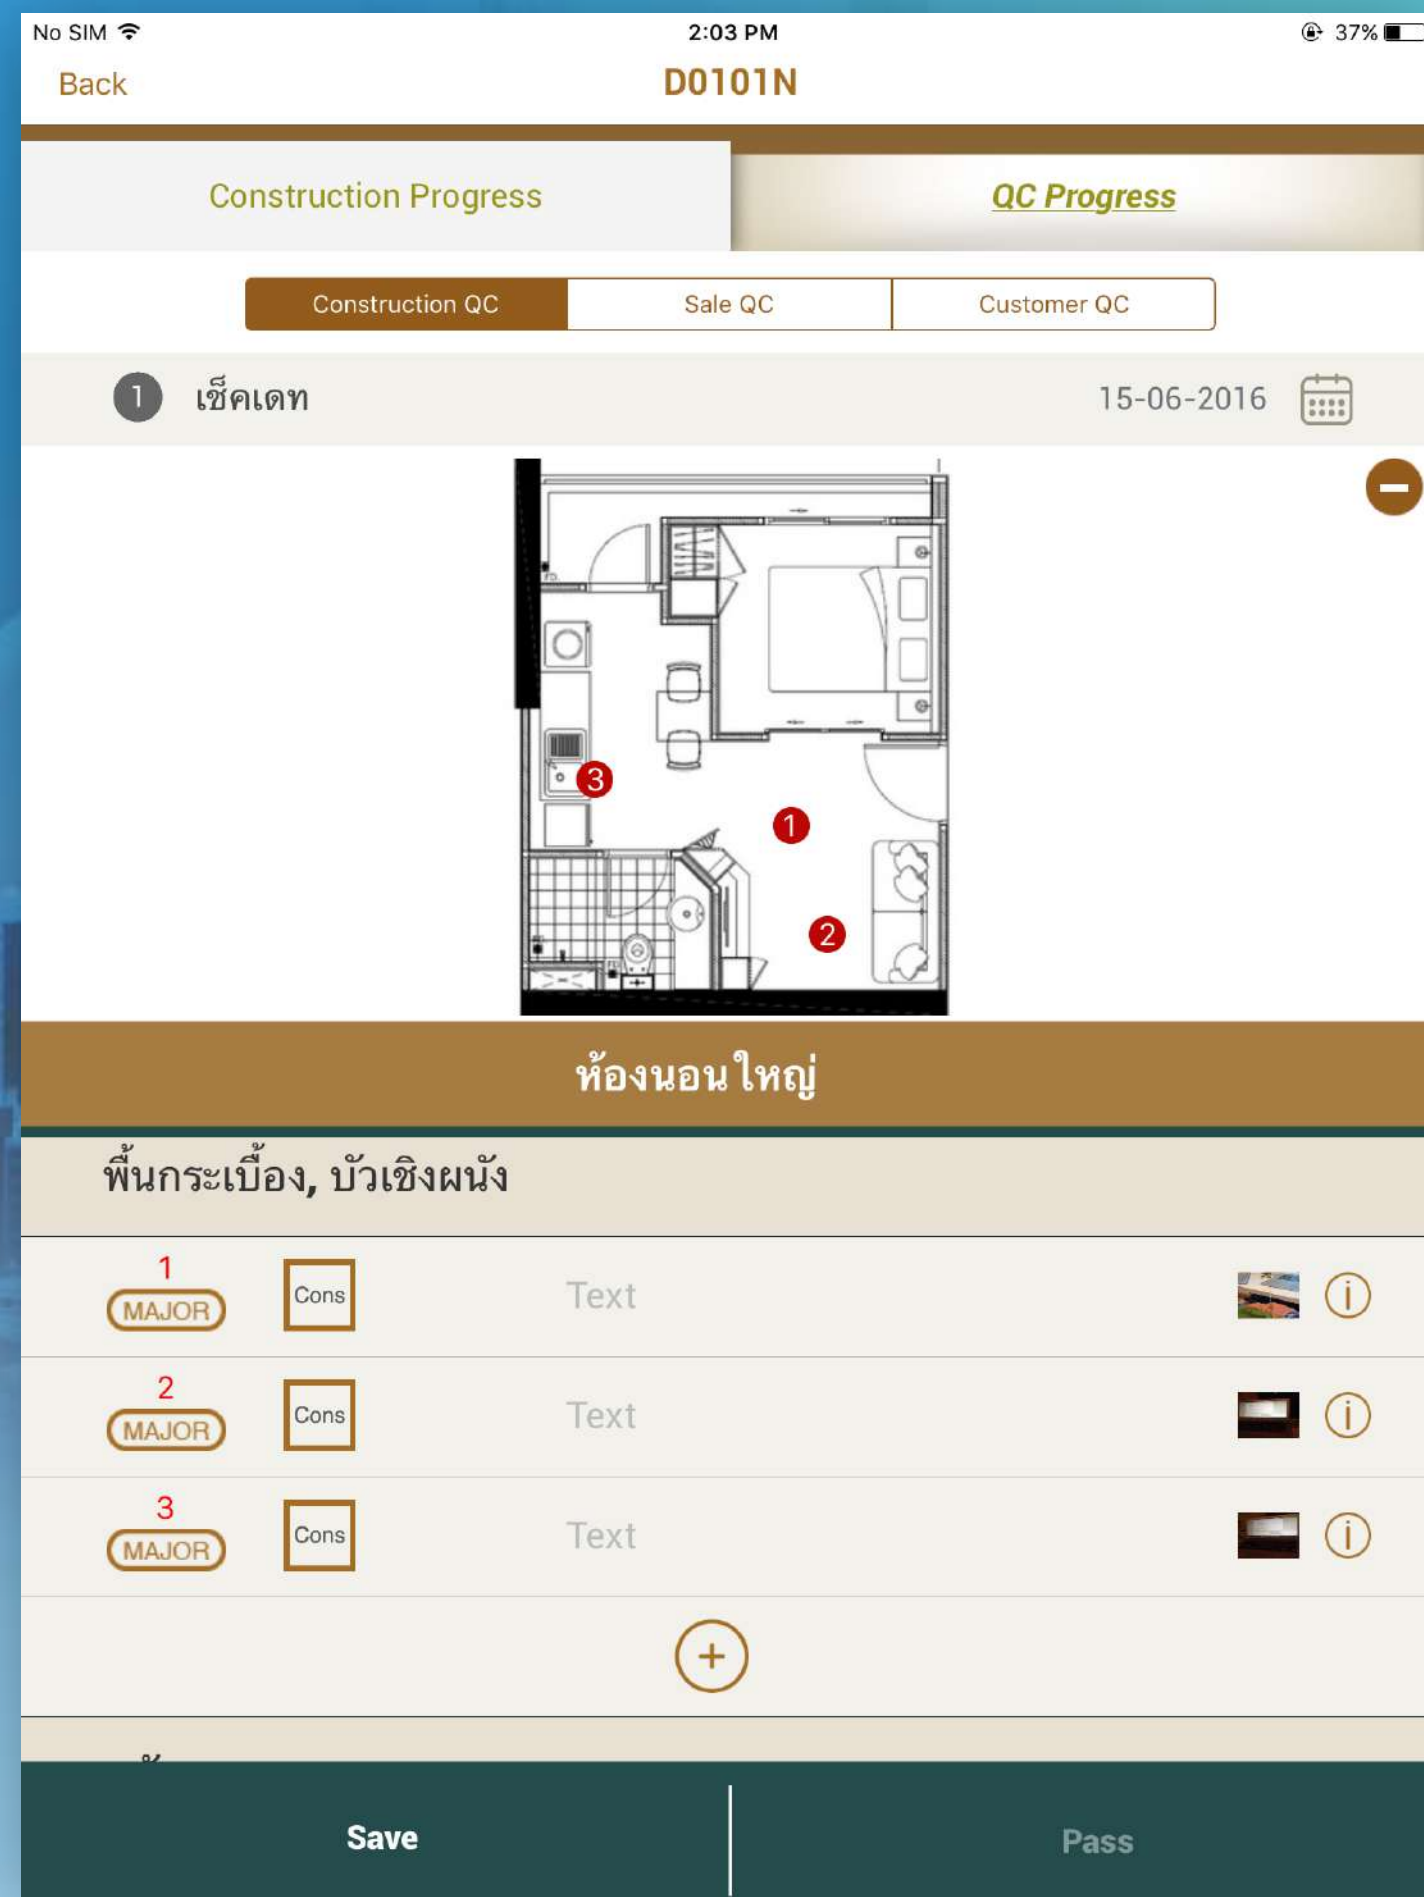 No SIM 2:03 PM 37%
Back D0101N
Construction Progress QC Progress
Construction QC Sale QC Customer QC
1 เช็คเดท 15-06-2016
3
1
2
ห้องนอนใหญ่
พื้นกระเบื้อง, บัวเชิงผนัง
1
MAJOR Cons Text
2
MAJOR Cons Text
3
MAJOR Cons Text
Save Pass